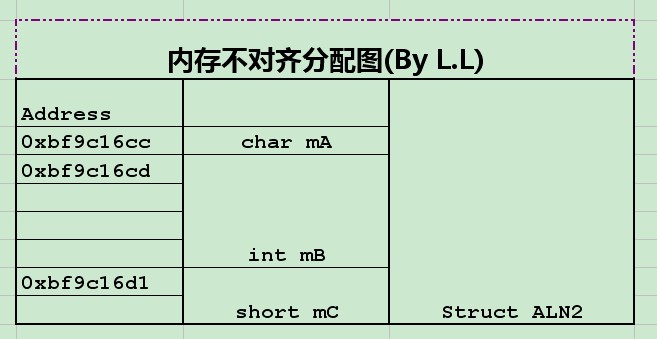 内存不对齐分配图(By L.L)
Address
0xbf9c16cc char mA
0xbf9c16cd
int mB
0xbf9c16d1
short mC Struct ALN2